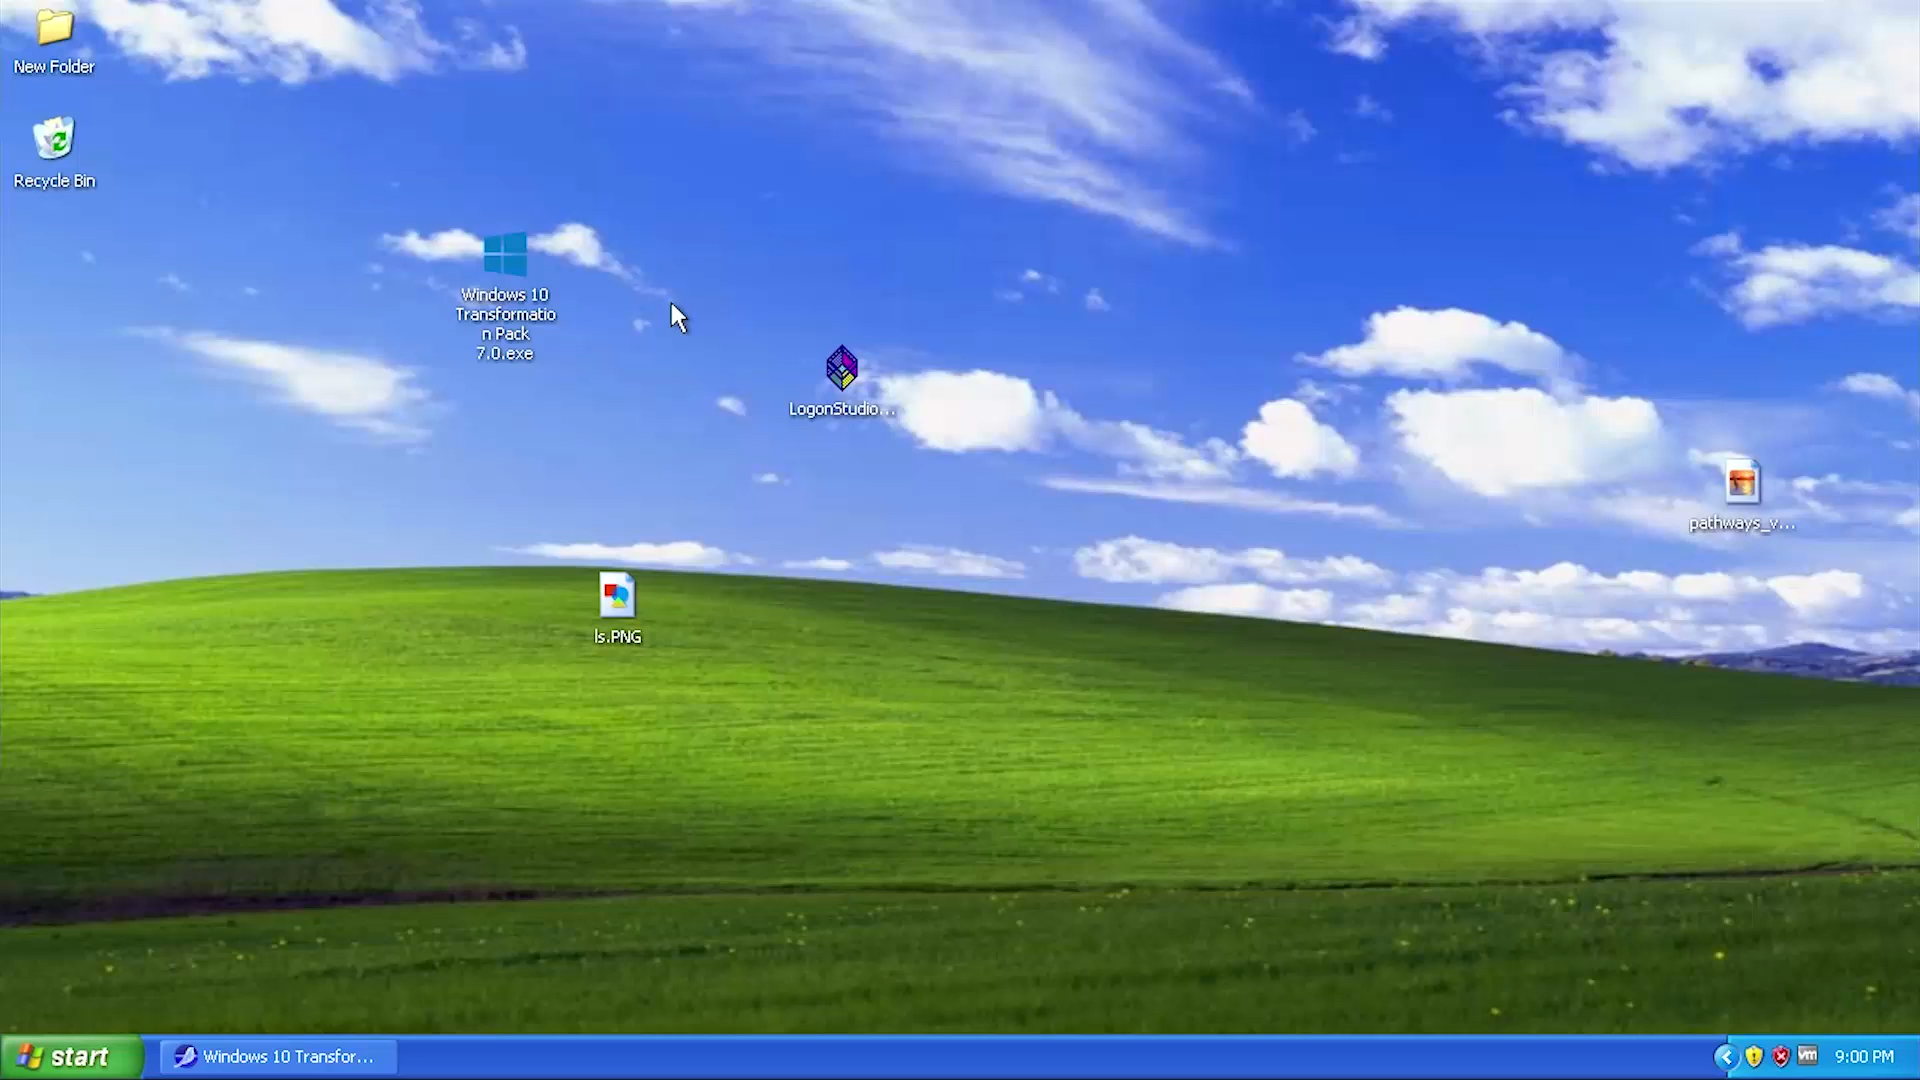 New Folder
Recycle Bin
Windows 10
Transformatio
n Pack
7.0.exe
LogonStudio...
pathways_v...
ls.PNG
start
Windows 10 Transfor...
vm
9:00 PM